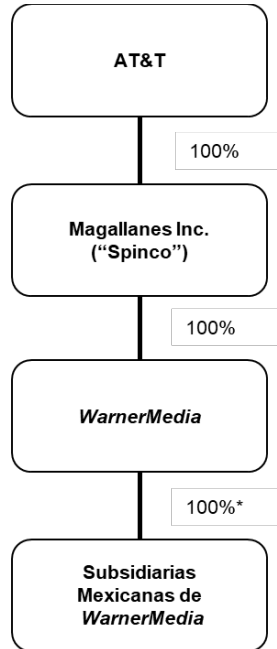 AT&T
100%
Magallanes Inc.
(“Spinco”)
100%
WarnerMedia
100%*
Subsidiarias
Mexicanas de
WarnerMedia